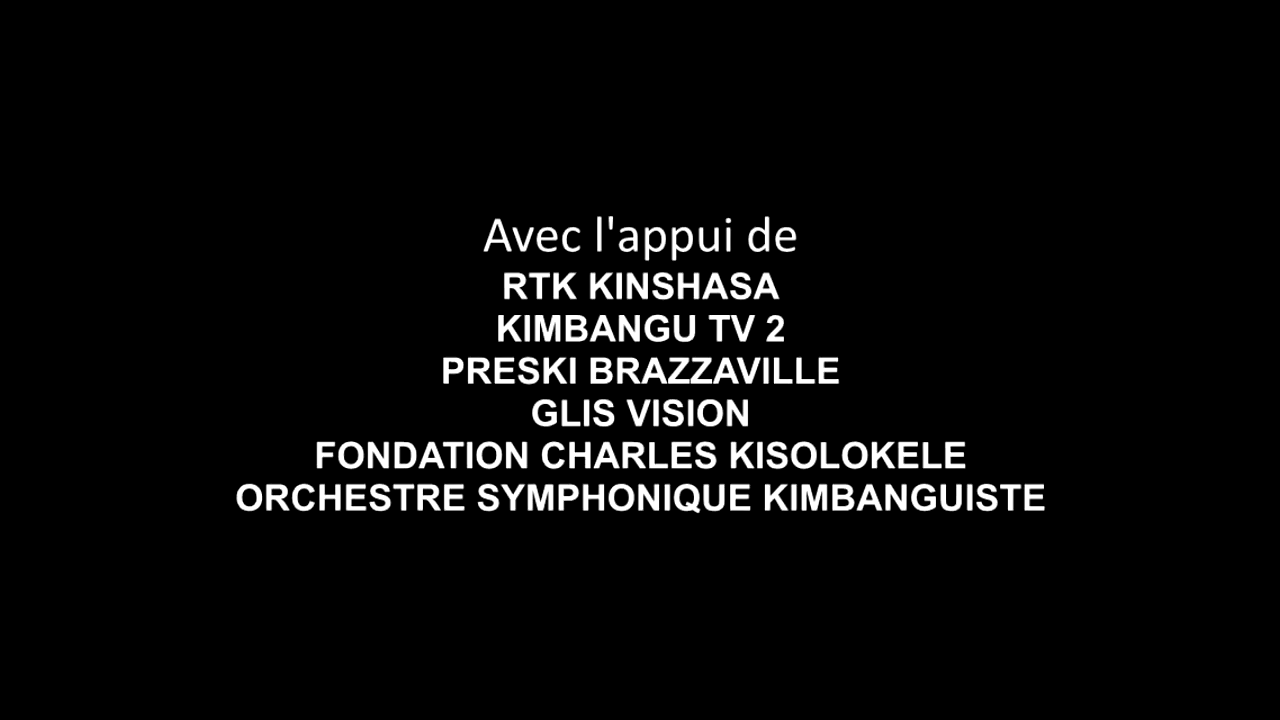 Avec l'appui de
RTK KINSHASA
KIMBANGU TV 2
PRESKI BRAZZAVILLE
GLIS VISION
FONDATION CHARLES KISOLOKELE
ORCHESTRE SYMPHONIQUE KIMBANGUISTE